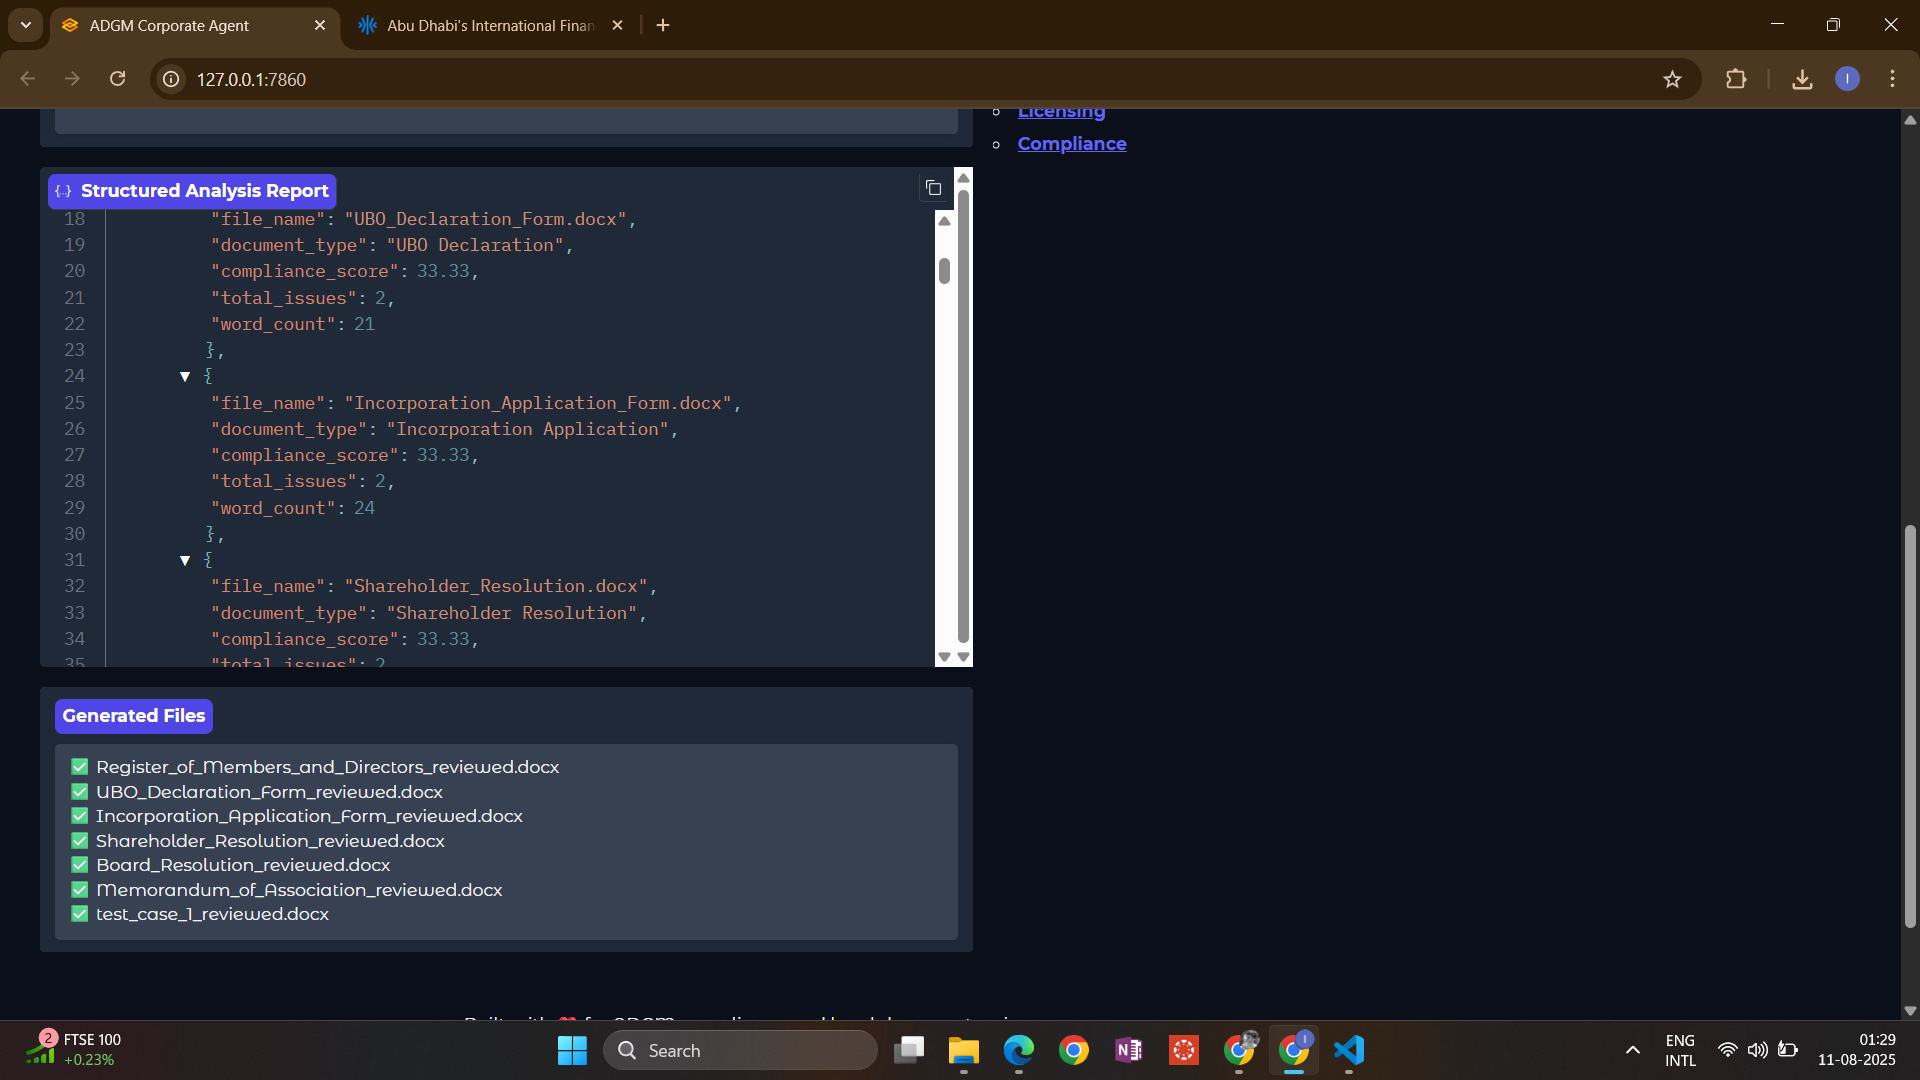 ADGM Corporate Agent
Abu Dhabi's International Finan
127.0.0.1:7860
I
Licensing
Compliance
{..} Structured Analysis Report
18 "file_name": "UBO_Declaration_Form.docx",
19 "document_type": "UBO Declaration",
20 "compliance_score": 33.33,
21 "total_issues": 2,
22 "word_count": 21
23 },
24 ▼ {
25 "file_name": "Incorporation_Application_Form.docx",
26 "document_type": "Incorporation Application",
27 "compliance_score": 33.33,
28 "total_issues": 2,
29 "word_count": 24
30 },
31 ▼ {
32 "file_name": "Shareholder_Resolution.docx",
33 "document_type": "Shareholder Resolution",
34 "compliance_score": 33.33,
35 "total_issues": 2
Generated Files
✅ Register_of_Members_and_Directors_reviewed.docx
✅ UBO_Declaration_Form_reviewed.docx
✅ Incorporation_Application_Form_reviewed.docx
✅ Shareholder_Resolution_reviewed.docx
✅ Board_Resolution_reviewed.docx
✅ Memorandum_of_Association_reviewed.docx
✅ test_case_1_reviewed.docx
2
FTSE 100
+0.23%
Search
N
I
ENG
INTL
01:29
11-08-2025